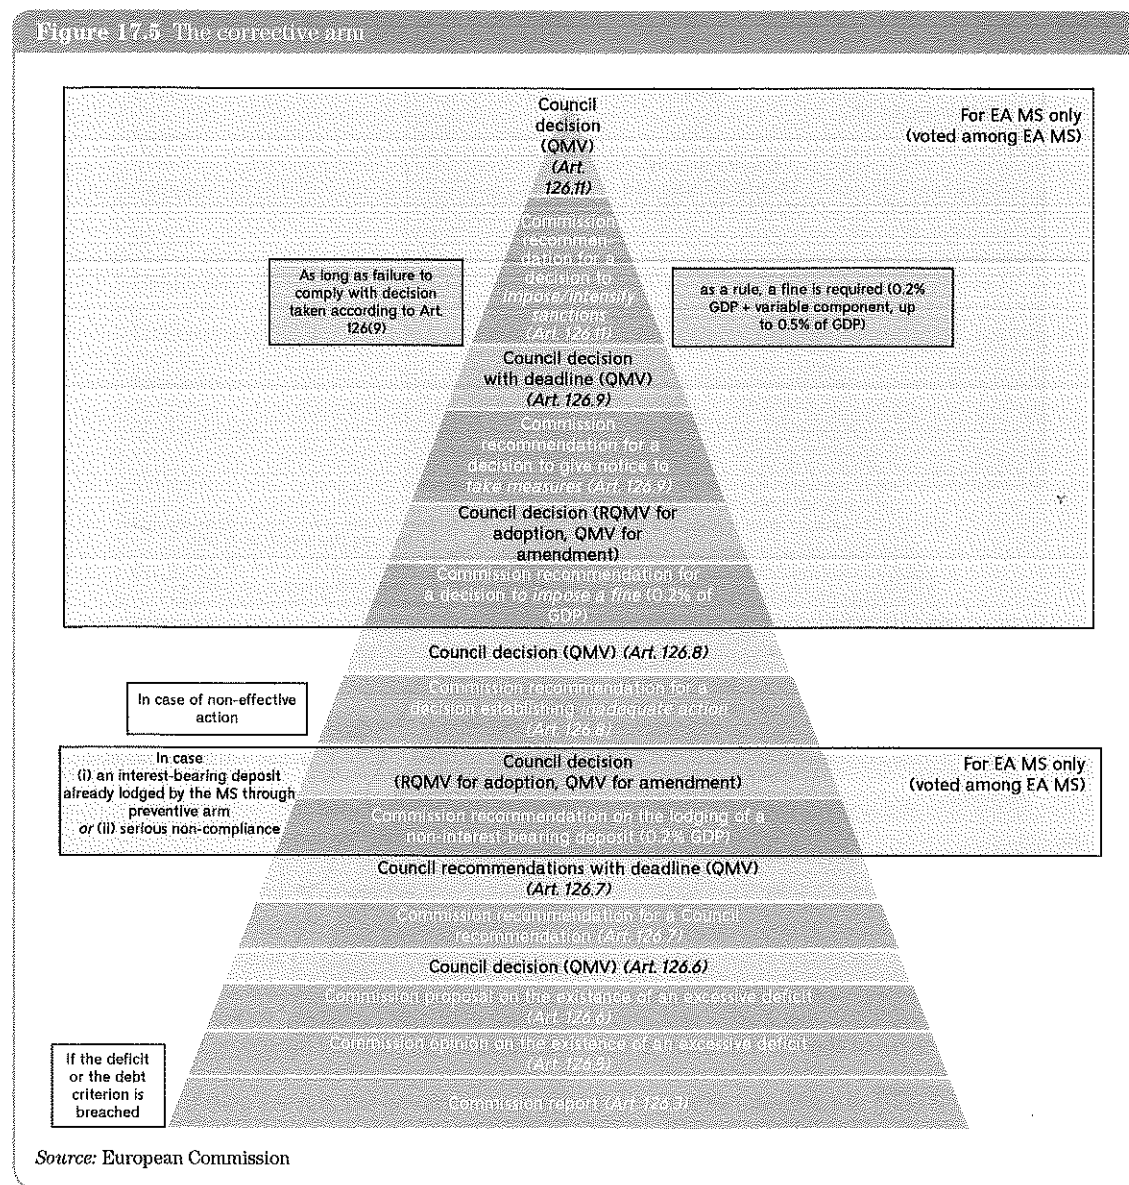 Figure 17.5 The corrective arm
Council
decision
(QMV)
(Art.
126.11)
For EA MS only
(voted among EA MS)
Commission
recommen-
dation for a
decision to
impose/intensify
sanctions
(Art. 126.11)
As long as failure to
comply with decision
taken according to Art.
126(9)
as a rule, a fine is required (0.2%
GDP + variable component, up
to 0.5% of GDP)
Council decision
with deadline (QMV)
(Art. 126.9)
Commission
recommendation for a
decision to give notice to
take measures (Art. 126.9)
Council decision (RQMV for
adoption, QMV for
amendment)
Commission recommendation for
a decision to impose a fine (0.2% of
GDP)
Council decision (QMV) (Art. 126.8)
In case of non-effective
action
Commission recommendation for a
decision establishing inadequate action
(Art. 126.8)
In case
(i) an interest-bearing deposit
already lodged by the MS through
preventive arm
or (ii) serious non-compliance
Council decision
(RQMV for adoption, QMV for amendment)
For EA MS only
(voted among EA MS)
Commission recommendation on the lodging of a
non-interest bearing deposit (0.2% GDP)
Council recommendations with deadline (QMV)
(Art. 126.7)
Commission recommendation for a Council
recommendation (Art. 126.7)
Council decision (QMV) (Art. 126.6)
Commission proposal on the existence of an excessive deficit
(Art. 126.6)
Commission opinion on the existence of an excessive deficit
(Art. 126.5)
If the deficit
or the debt
criterion is
breached
Commission report (Art. 126.3)
Source: European Commission